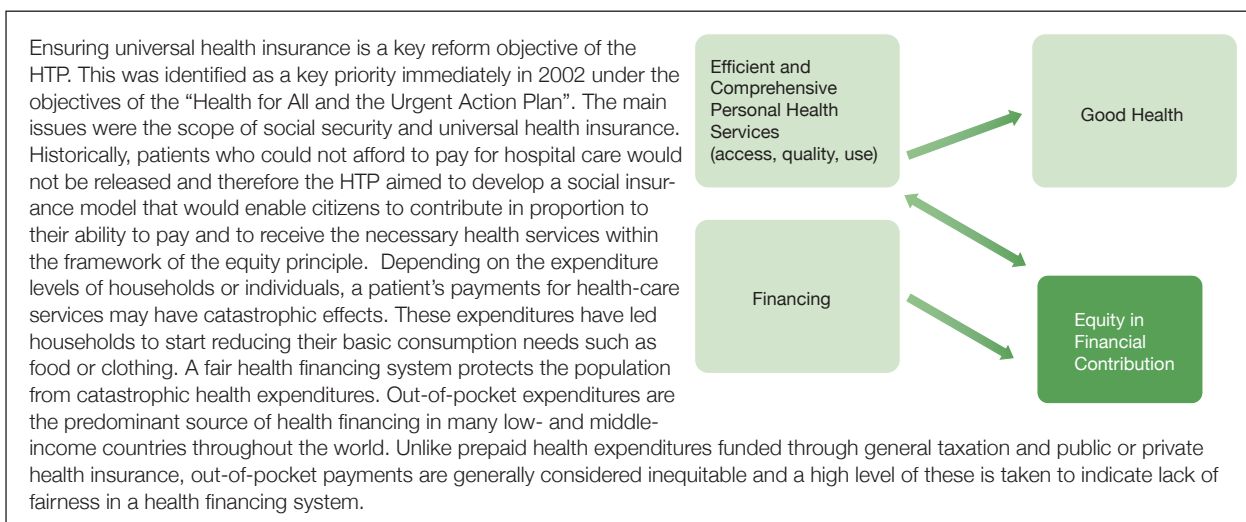 Ensuring universal health insurance is a key reform objective of the
HTP. This was identified as a key priority immediately in 2002 under the
objectives of the “Health for All and the Urgent Action Plan”. The main
issues were the scope of social security and universal health insurance.
Historically, patients who could not afford to pay for hospital care would
not be released and therefore the HTP aimed to develop a social insur-
ance model that would enable citizens to contribute in proportion to
their ability to pay and to receive the necessary health services within
the framework of the equity principle.  Depending on the expenditure
levels of households or individuals, a patient’s payments for health-care
services may have catastrophic effects. These expenditures have led
households to start reducing their basic consumption needs such as
food or clothing. A fair health financing system protects the population
from catastrophic health expenditures. Out-of-pocket expenditures are
the predominant source of health financing in many low- and middle-
income countries throughout the world. Unlike prepaid health expenditures funded through general taxation and public or private
health insurance, out-of-pocket payments are generally considered inequitable and a high level of these is taken to indicate lack of
fairness in a health financing system.
Efficient and
Comprehensive
Personal Health
Services
(access, quality, use)
Good Health
Financing
Equity in
Financial
Contribution